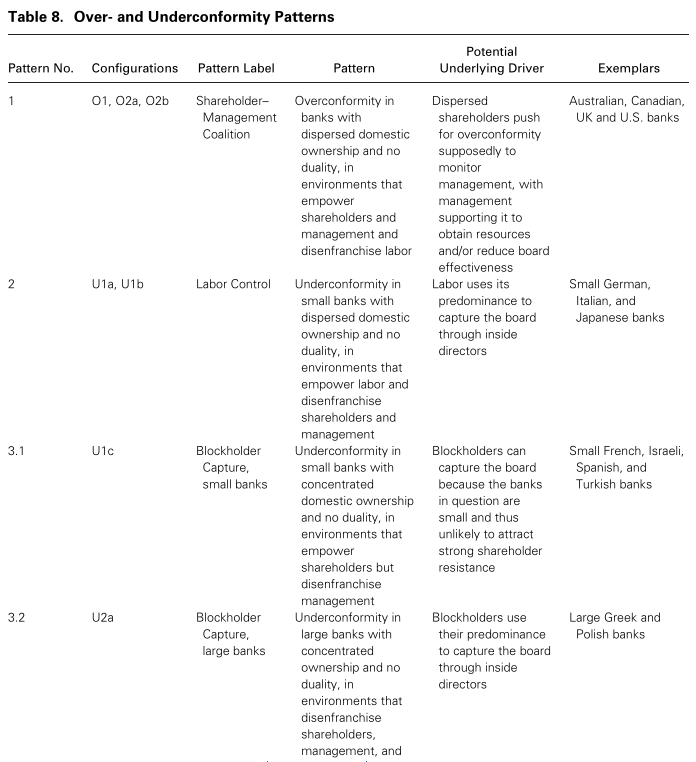 Table 8. Over- and Underconformity Patterns
Pattern No.
Configurations
Pattern Label
Pattern
Potential
Underlying Driver
Exemplars
1
O1, O2a, O2b
Shareholder–
Management
Coalition
Overconformity in
banks with
dispersed domestic
ownership and no
duality, in
environments that
empower
shareholders and
management and
disenfranchise labor
Dispersed
shareholders push
for overconformity
supposedly to
monitor
management, with
management
supporting it to
obtain resources
and/or reduce board
effectiveness
Australian, Canadian,
UK and U.S. banks
2
U1a, U1b
Labor Control
Underconformity in
small banks with
dispersed domestic
ownership and no
duality, in
environments that
empower labor and
disenfranchise
shareholders and
management
Labor uses its
predominance to
capture the board
through inside
directors
Small German,
Italian, and
Japanese banks
3.1
U1c
Blockholder
Capture,
small banks
Underconformity in
small banks with
concentrated
domestic ownership
and no duality, in
environments that
empower
shareholders but
disenfranchise
management
Blockholders can
capture the board
because the banks
in question are
small and thus
unlikely to attract
strong shareholder
resistance
Small French, Israeli,
Spanish, and
Turkish banks
3.2
U2a
Blockholder
Capture,
large banks
Underconformity in
large banks with
concentrated
ownership and no
duality, in
environments that
disenfranchise
shareholders,
management, and
Blockholders use
their predominance
to capture the board
through inside
directors
Large Greek and
Polish banks